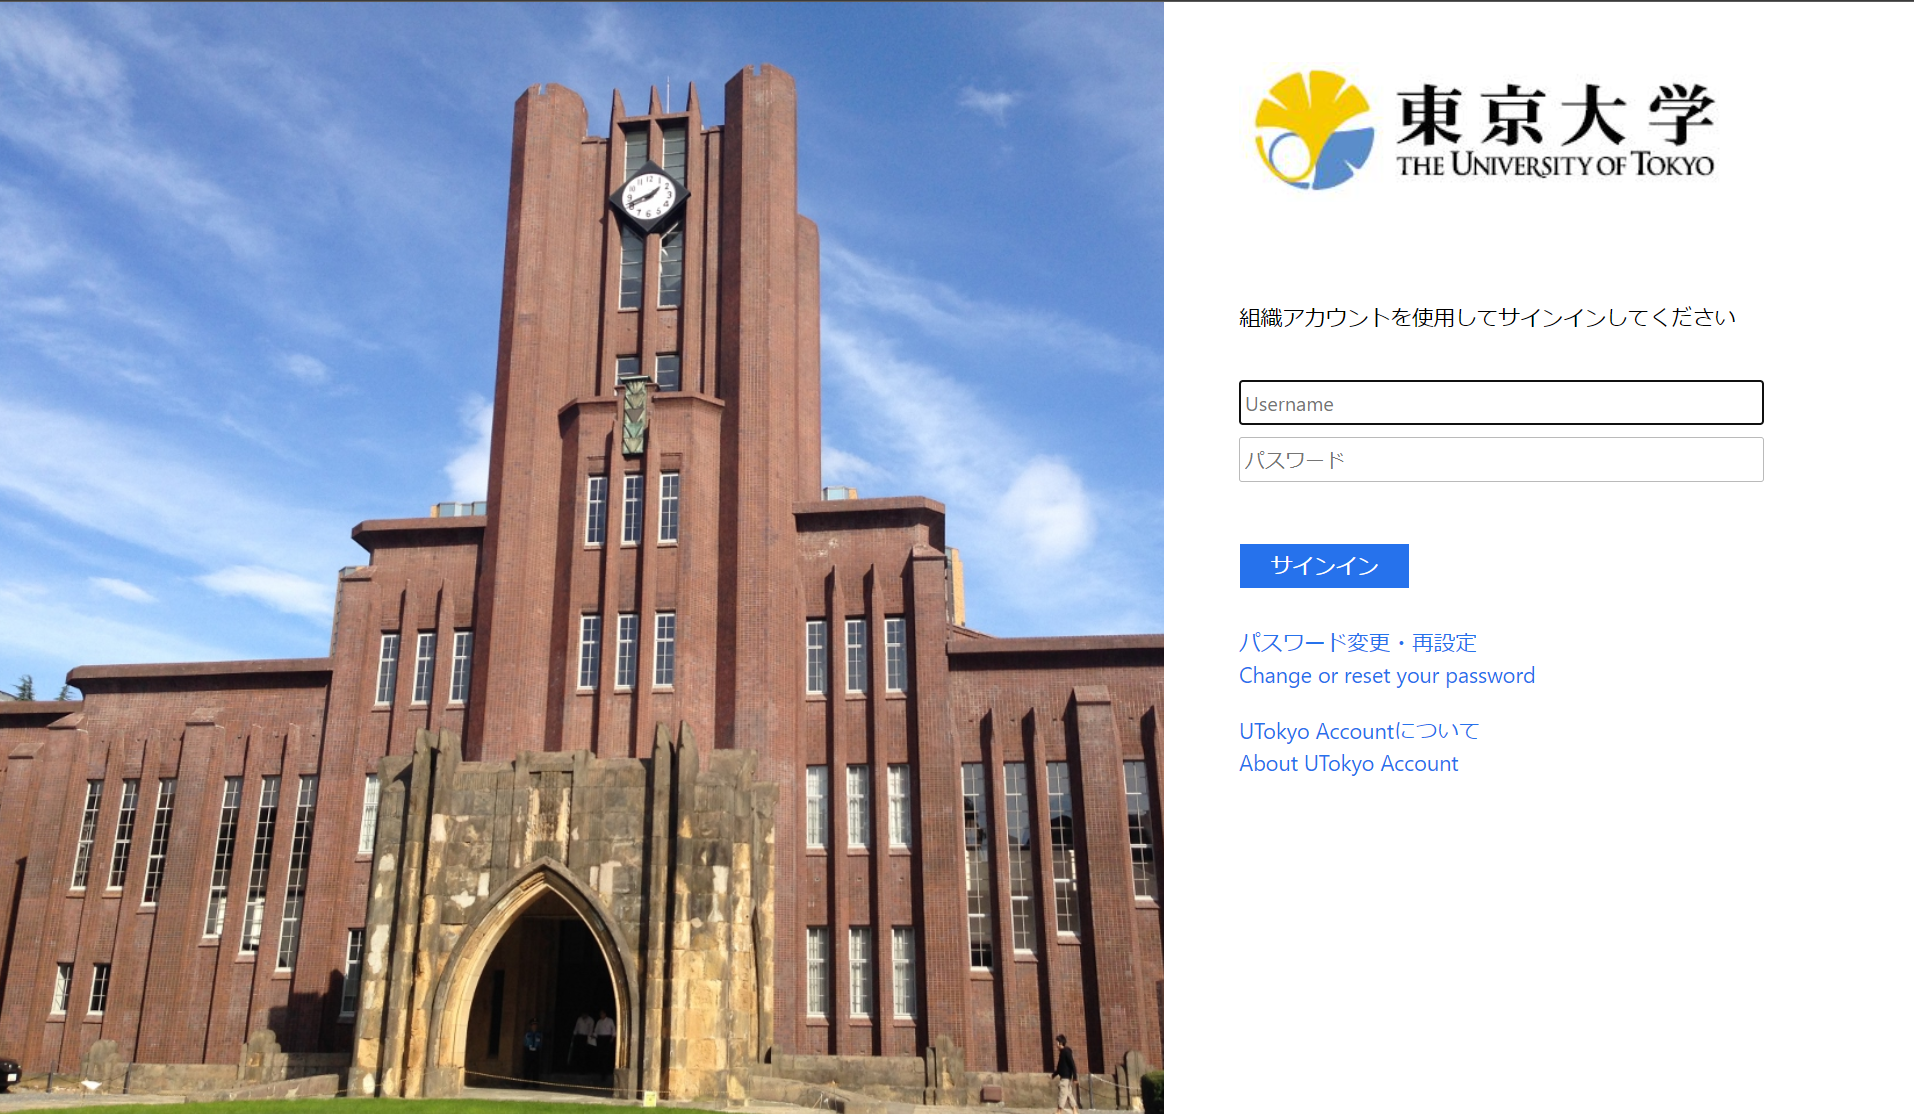 東京大学
THE UNIVERSITY OF TOKYO
組織アカウントを使用してサインインしてください
Username
パスワード
サインイン
パスワード変更・再設定
Change or reset your password
UTokyo Accountについて
About UTokyo Account